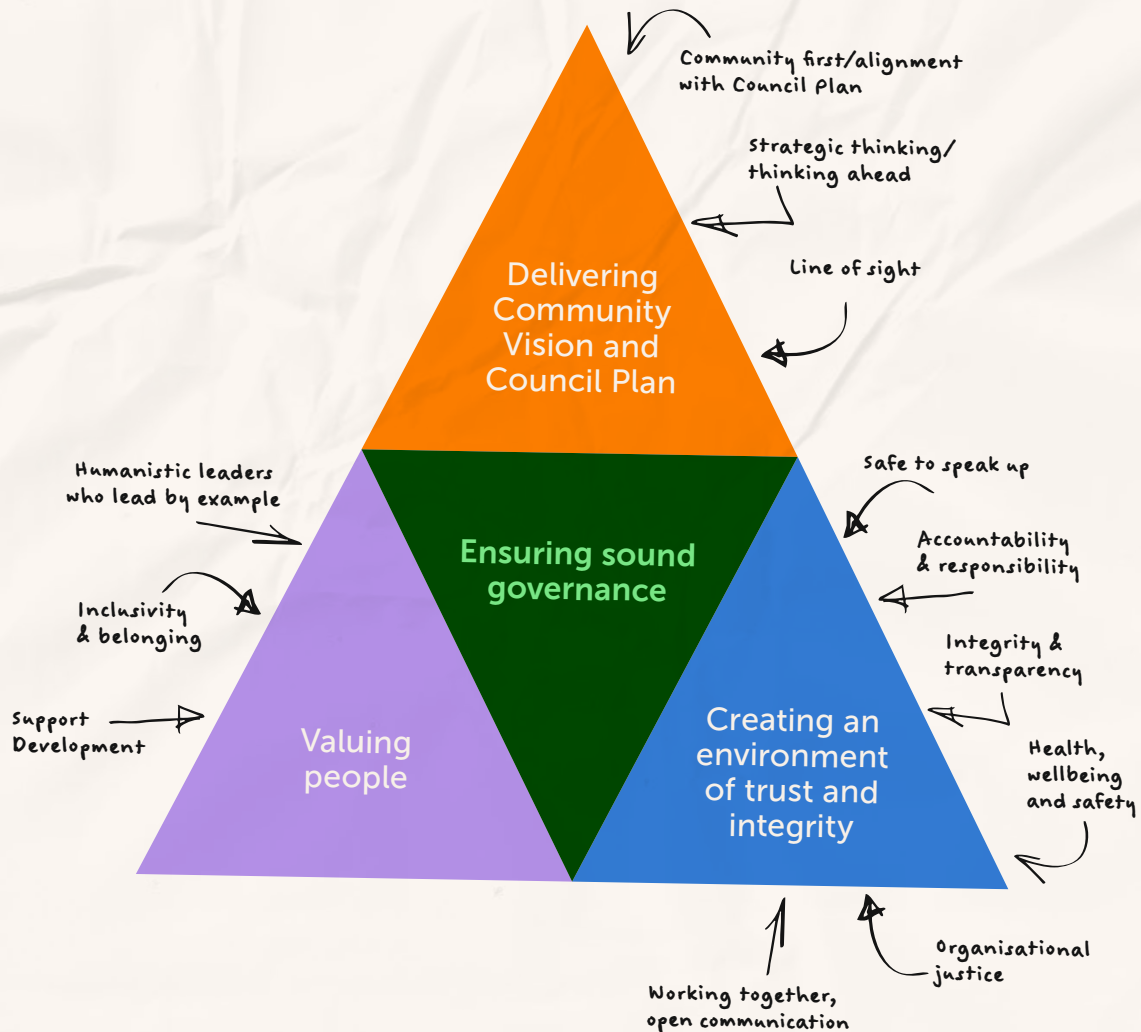 Community first/alignment
with Council Plan
Strategic thinking/
thinking ahead
Line of sight
Delivering
Community
Vision and
Council Plan
Humanistic leaders
who lead by example
Safe to speak up
Ensuring sound
governance
Accountability
& responsibility
Inclusivity
& belonging
Integrity &
transparency
Support
Development
Valuing
people
Creating an
environment
of trust and
integrity
Health,
wellbeing
and safety
Organisational
justice
Working together,
open communication